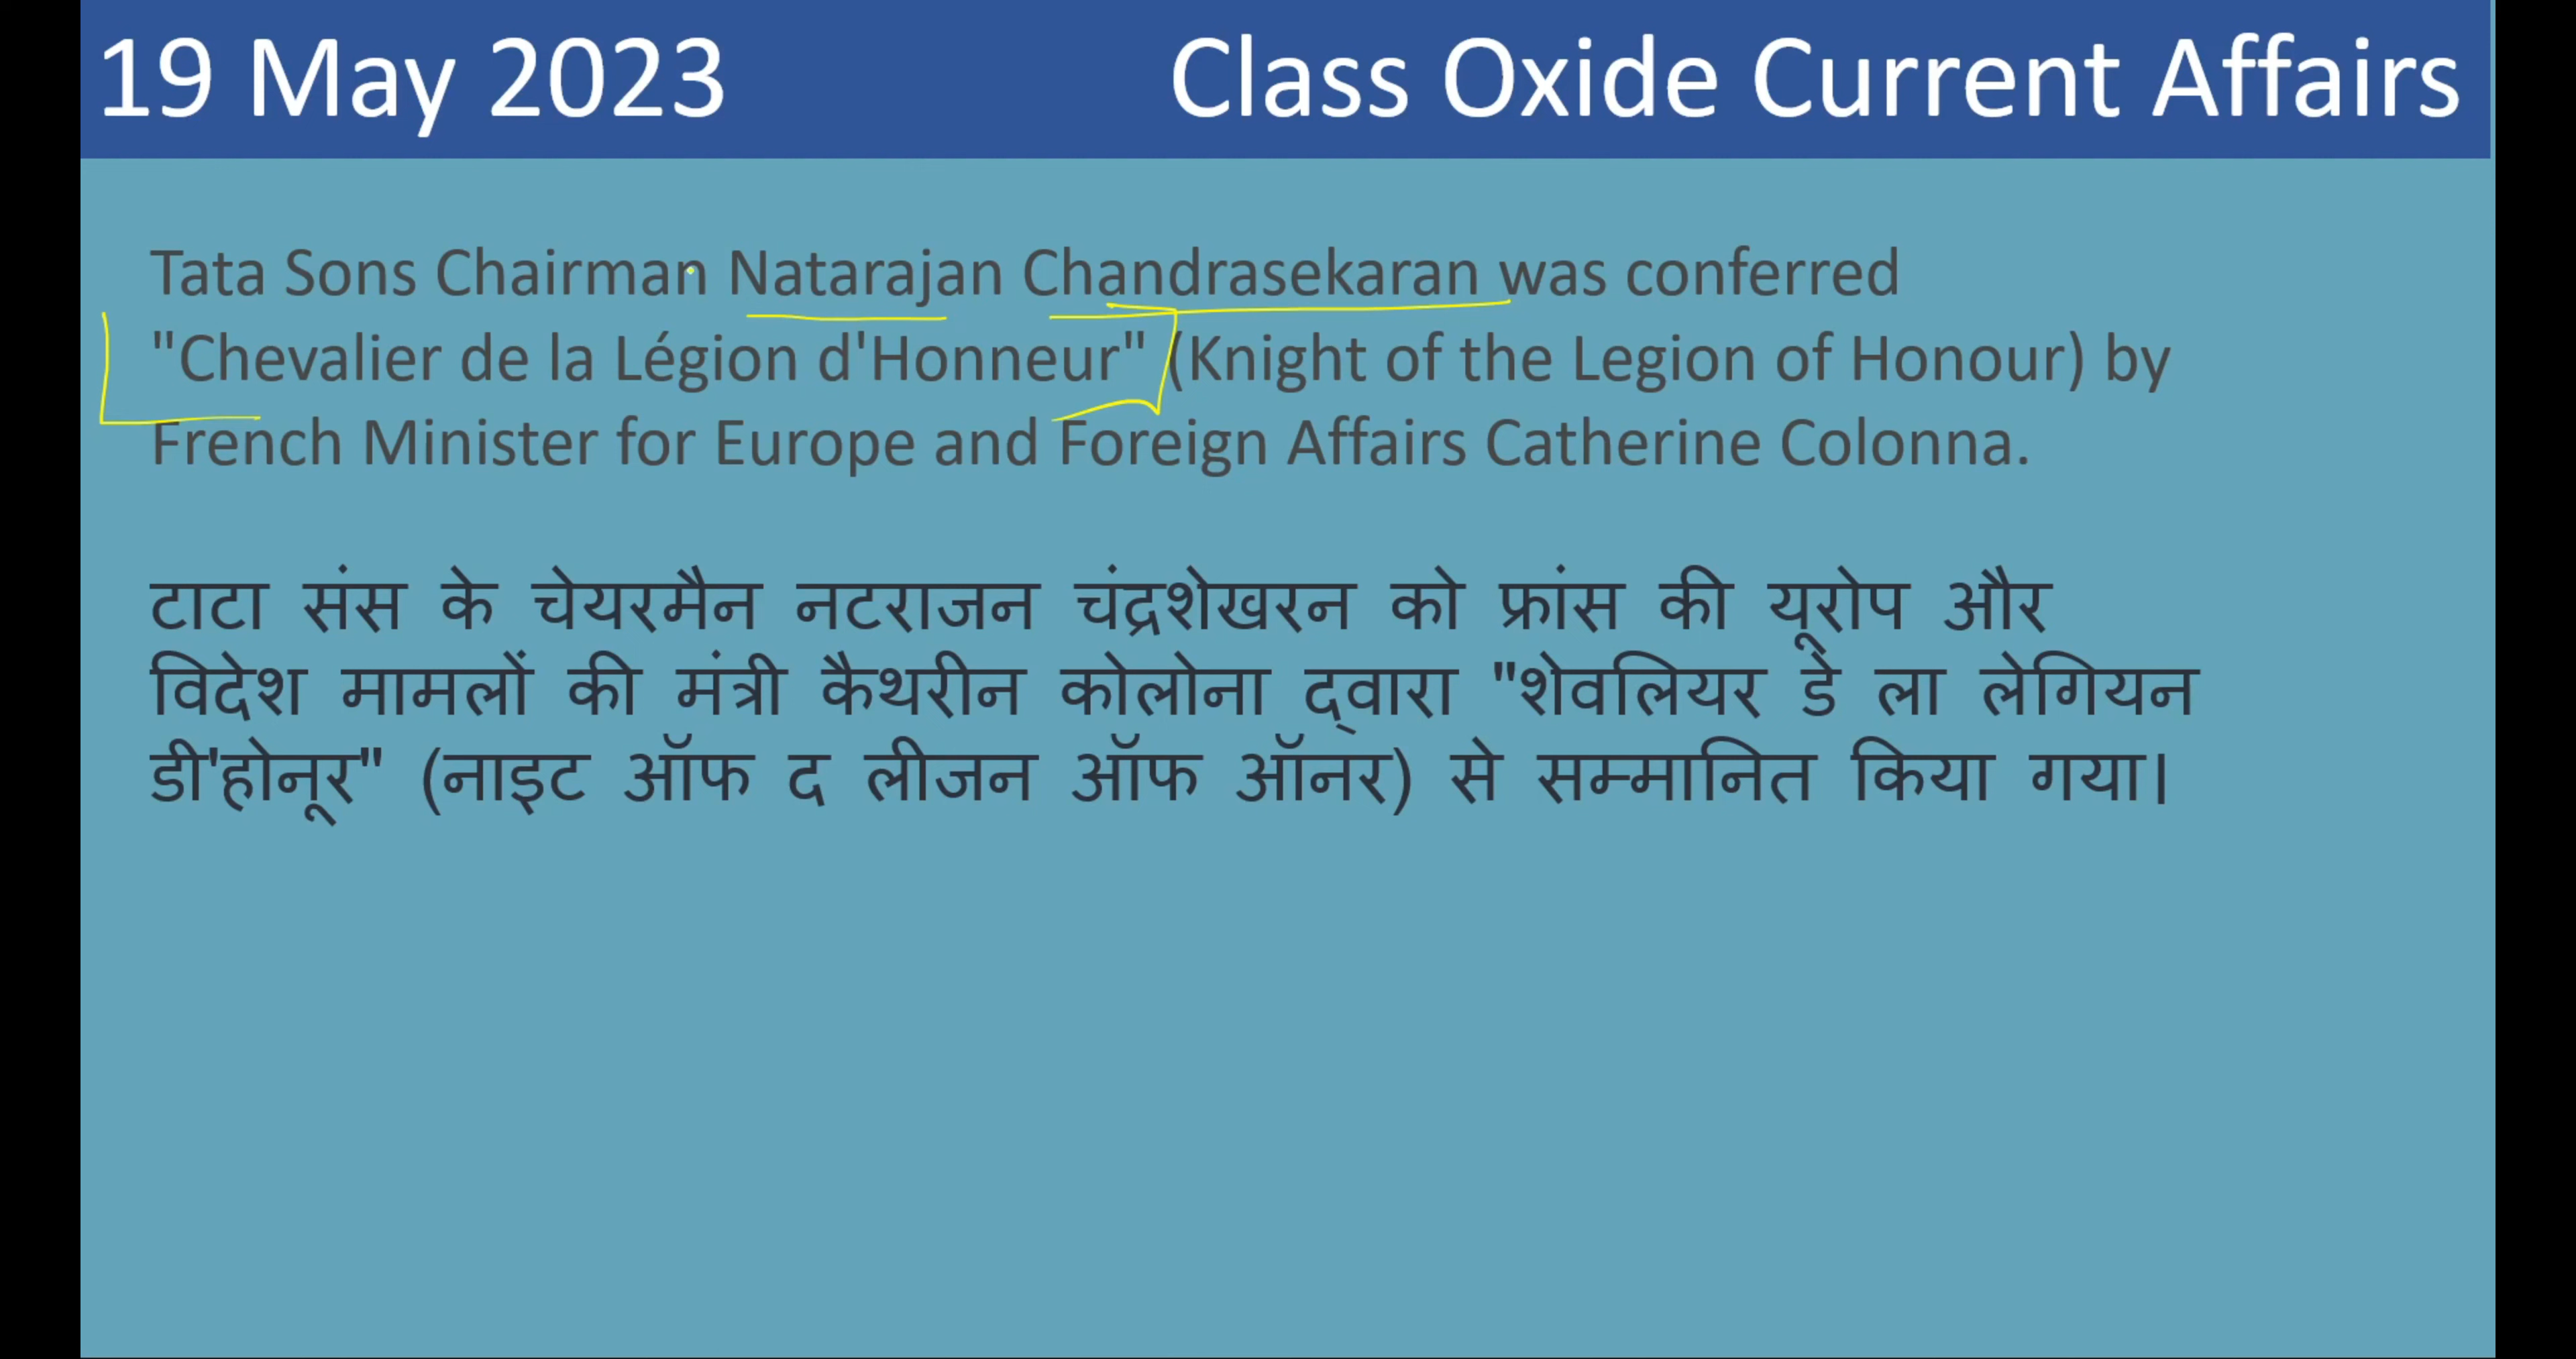 19 May 2023 Class Oxide Current Affairs
Tata Sons Chairman Natarajan Chandrasekaran was conferred
"Chevalier de la Légion d'Honneur" (Knight of the Legion of Honour) by
French Minister for Europe and Foreign Affairs Catherine Colonna.
टाटा संस के चेयरमैन नटराजन चंद्रशेखरन को फ्रांस की यूरोप और
विदेश मामलों की मंत्री कैथरीन कोलोना द्वारा "शेवलियर डे ला लेगियन
डी'होनूर" (नाइट ऑफ द लीजन ऑफ ऑनर) से सम्मानित किया गया।